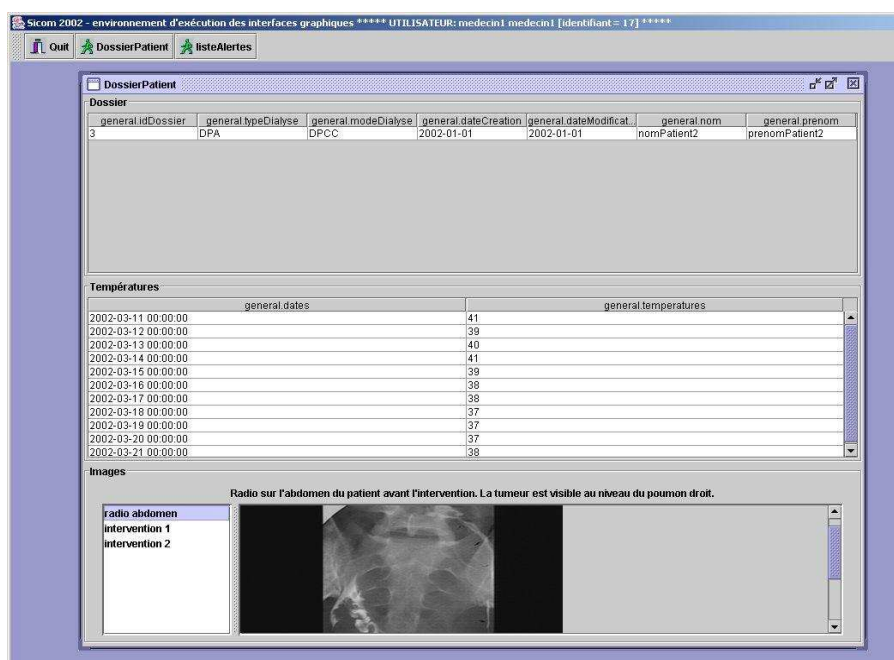 Sicom 2002 - environnement d'exécution des interfaces graphiques ***** UTILISATEUR: medecin1 medecin1 [identifiant= 17] *****
Quit DossierPatient listeAlertes
DossierPatient
Dossier
general.idDossier general.typeDialyse general.modeDialyse general.dateCreation general.dateModificat... general.nom general.prenom
3 DPA DPCC 2002-01-01 2002-01-01 nomPatient2 prenomPatient2
Températures
general.dates general.temperatures
2002-03-11 00:00:00 41
2002-03-12 00:00:00 39
2002-03-13 00:00:00 40
2002-03-14 00:00:00 41
2002-03-15 00:00:00 39
2002-03-16 00:00:00 38
2002-03-17 00:00:00 38
2002-03-18 00:00:00 37
2002-03-19 00:00:00 37
2002-03-20 00:00:00 37
2002-03-21 00:00:00 38
Images
Radio sur l'abdomen du patient avant l'intervention. La tumeur est visible au niveau du poumon droit.
radio abdomen
intervention 1
intervention 2